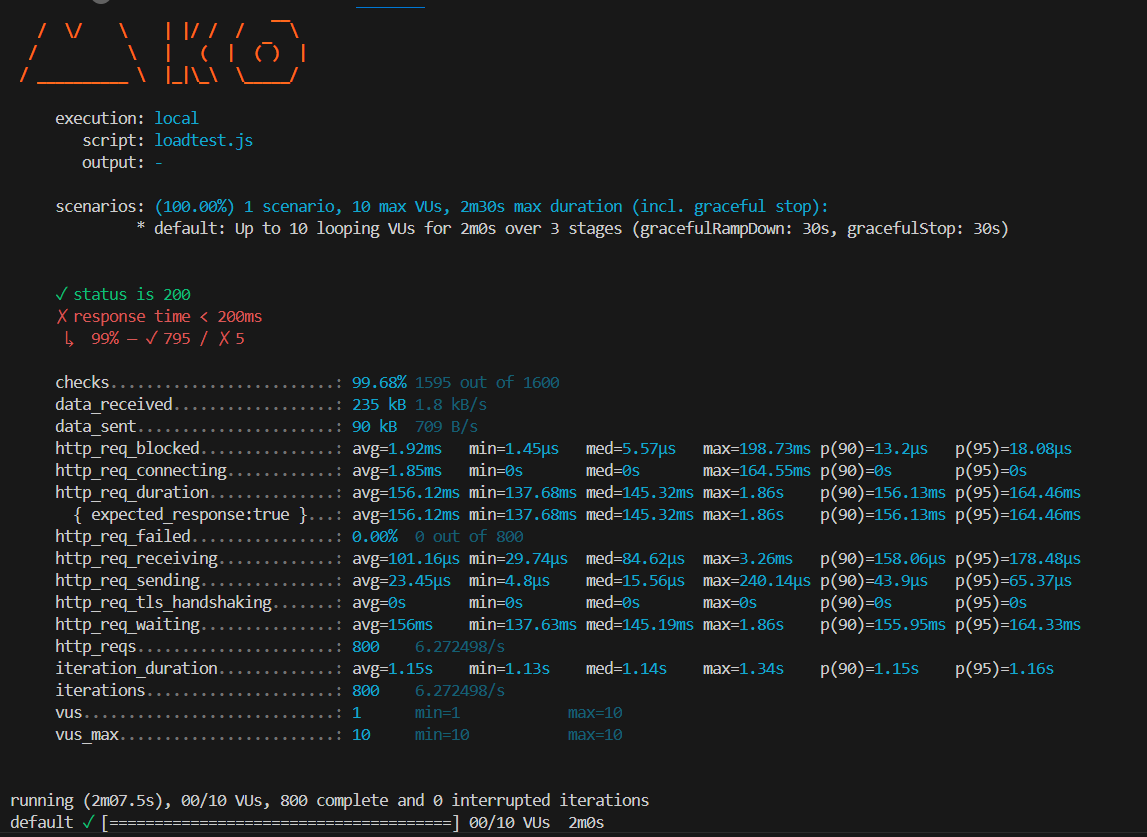 execution: local
script: loadtest.js
output: -
scenarios: (100.00%) 1 scenario, 10 max VUs, 2m30s max duration (incl. graceful stop):
* default: Up to 10 looping VUs for 2m0s over 3 stages (gracefulRampDown: 30s, gracefulStop: 30s)
✓ status is 200
✗ response time < 200ms
↳ 99% — ✓ 795 / ✗ 5
checks.........................: 99.68% 1595 out of 1600
data_received..................: 235 kB 1.8 kB/s
data_sent......................: 90 kB 709 B/s
http_req_blocked...............: avg=1.92ms min=1.45µs med=5.57µs max=198.73ms p(90)=13.2µs p(95)=18.08µs
http_req_connecting............: avg=1.85ms min=0s med=0s max=164.55ms p(90)=0s p(95)=0s
http_req_duration..............: avg=156.12ms min=137.68ms med=145.32ms max=1.86s p(90)=156.13ms p(95)=164.46ms
{ expected_response:true }...: avg=156.12ms min=137.68ms med=145.32ms max=1.86s p(90)=156.13ms p(95)=164.46ms
http_req_failed................: 0.00% 0 out of 800
http_req_receiving.............: avg=101.16µs min=29.74µs med=84.62µs max=3.26ms p(90)=158.06µs p(95)=178.48µs
http_req_sending...............: avg=23.45µs min=4.8µs med=15.56µs max=240.14µs p(90)=43.9µs p(95)=65.37µs
http_req_tls_handshaking.......: avg=0s min=0s med=0s max=0s p(90)=0s p(95)=0s
http_req_waiting...............: avg=156ms min=137.63ms med=145.19ms max=1.86s p(90)=155.95ms p(95)=164.33ms
http_reqs......................: 800 6.272498/s
iteration_duration.............: avg=1.15s min=1.13s med=1.14s max=1.34s p(90)=1.15s p(95)=1.16s
iterations.....................: 800 6.272498/s
vus............................: 1 min=1 max=10
vus_max........................: 10 min=10 max=10
running (2m07.5s), 00/10 VUs, 800 complete and 0 interrupted iterations
default ✓ [======================================] 00/10 VUs 2m0s